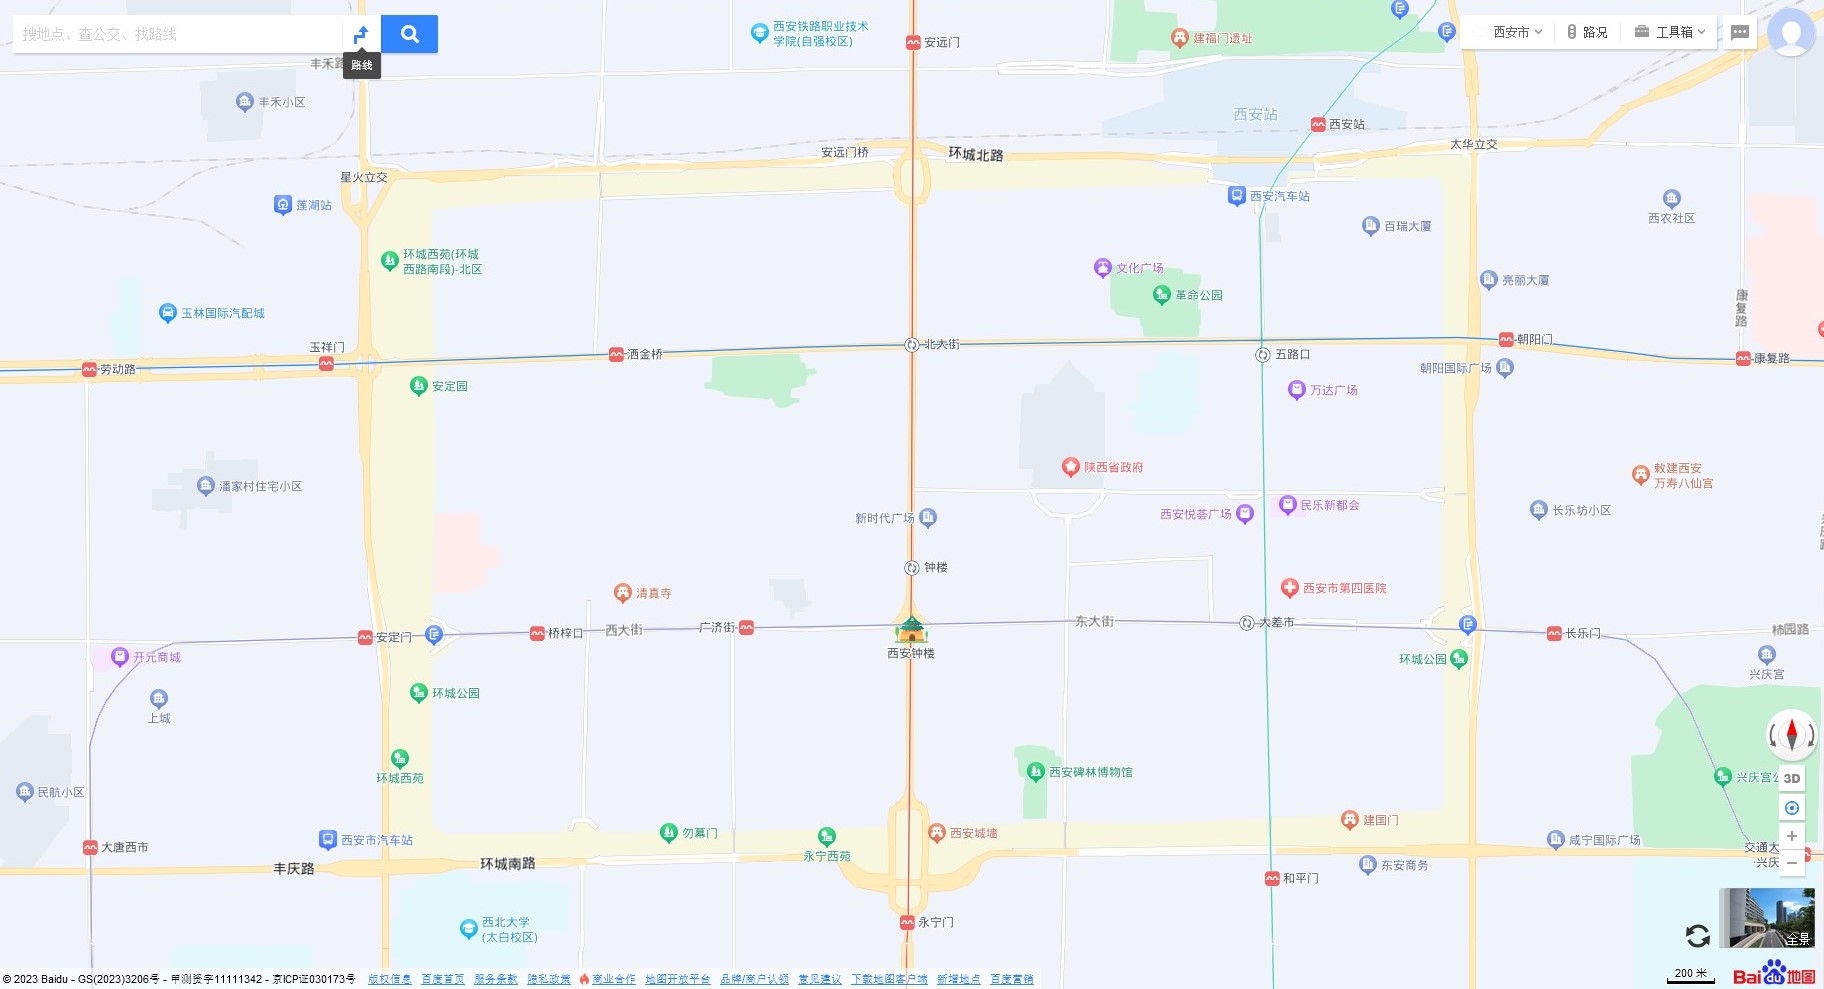 搜地点、查公交、找路线
路线
西安市
路况
工具箱
西安铁路职业技术
学院(自强校区)
安远门
建福门遗址
丰禾小区
西安站
西安站
安远门桥
环城北路
太华立交
星火立交
莲湖站
西安汽车站
西农社区
百瑞大厦
环城西苑(环城
西路南段)-北区
文化广场
革命公园
亮丽大厦
康复路
玉林国际汽配城
玉祥门
劳动路
洒金桥
北大街
五路口
朝阳门
康复路
朝阳国际广场
安定园
万达广场
陕西省政府
敕建西安
万寿八仙宫
潘家村住宅小区
新时代广场
西安悦荟广场
民乐新都会
长乐坊小区
钟楼
清真寺
西安市第四医院
安定门
桥梓口
西大街
广济街
东大街
大差市
长乐门
柿园路
西安钟楼
开元商城
环城公园
兴庆宫
环城公园
上城
环城西苑
西安碑林博物馆
兴庆宫公
3D
民航小区
西安市汽车站
勿幕门
永宁西苑
西安城墙
建国门
咸宁国际广场
大唐西市
交通大
·兴庆
丰庆路
环城南路
东安商务
和平门
西北大学
(太白校区)
永宁门
全景
200 米
Baidu地图
© 2023 Baidu - GS(2023)3206号 - 甲测资字11111342 - 京ICP证030173号 版权信息 百度首页 服务条款 隐私政策 商业合作 地图开放平台 品牌/商户认领 意见建议 下载地图客户端 新增地点 百度营销